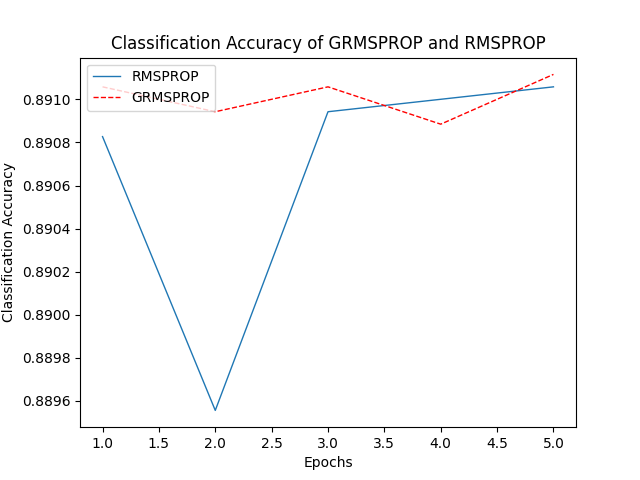 Classification Accuracy of GRMSPROP and RMSPROP
RMSPROP
GRMSPROP
Classification Accuracy
0.8910
0.8908
0.8906
0.8904
0.8902
0.8900
0.8898
0.8896
1.0 1.5 2.0 2.5 3.0 3.5 4.0 4.5 5.0
Epochs